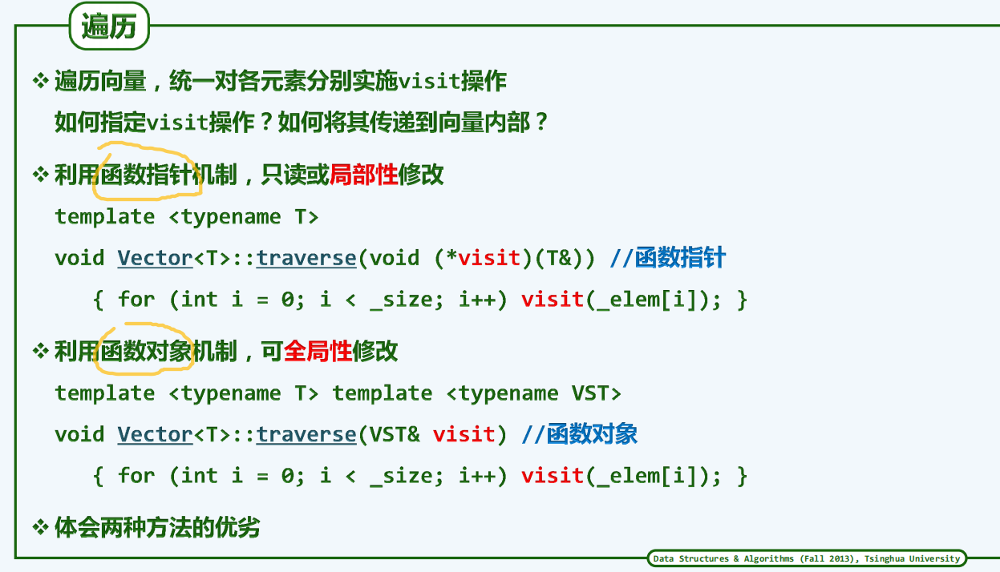 遍历
❖ 遍历向量，统一对各元素分别实施visit操作
如何指定visit操作？如何将其传递到向量内部？
❖ 利用函数指针机制，只读或局部性修改
template <typename T>
void Vector<T>::traverse(void (*visit)(T&)) //函数指针
{ for (int i = 0; i < _size; i++) visit(_elem[i]); }
❖ 利用函数对象机制，可全局性修改
template <typename T> template <typename VST>
void Vector<T>::traverse(VST& visit) //函数对象
{ for (int i = 0; i < _size; i++) visit(_elem[i]); }
❖ 体会两种方法的优劣
Data Structures & Algorithms (Fall 2013), Tsinghua University